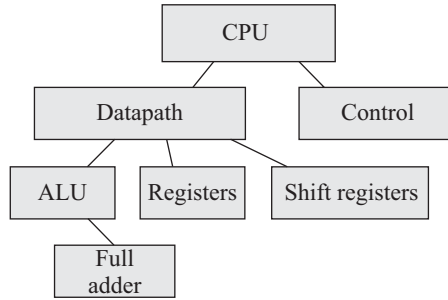 CPU
Datapath
Control
ALU
Registers
Shift registers
Full
adder